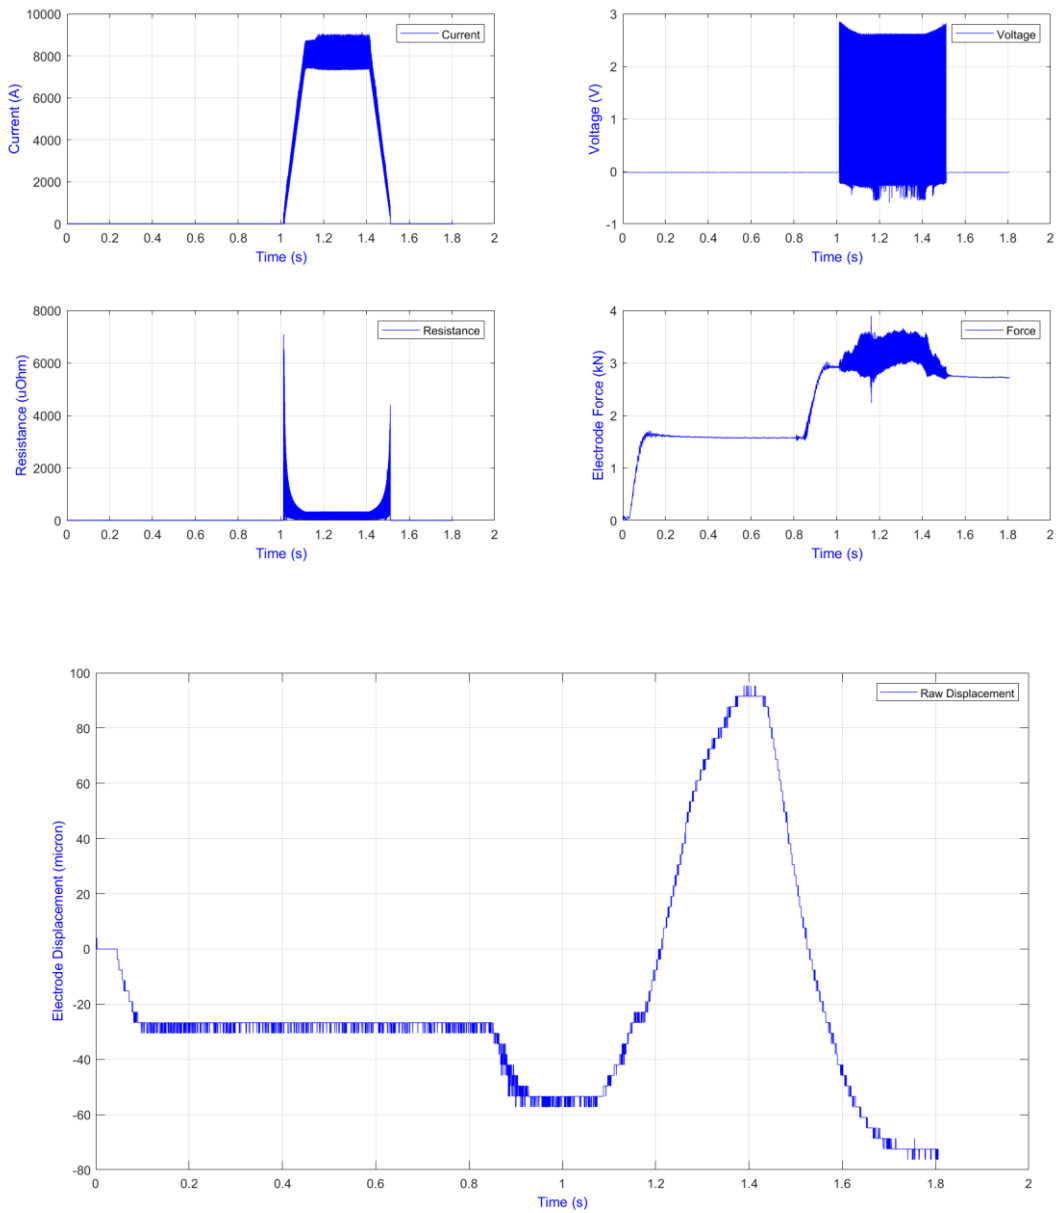 10000
8000
6000
4000
2000
0
Current (A)
Current
0 0.2 0.4 0.6 0.8 1 1.2 1.4 1.6 1.8 2
Time (s)
3
2
1
0
-1
Voltage (V)
Voltage
0 0.2 0.4 0.6 0.8 1 1.2 1.4 1.6 1.8 2
Time (s)
8000
6000
4000
2000
0
Resistance (uOhm)
Resistance
0 0.2 0.4 0.6 0.8 1 1.2 1.4 1.6 1.8 2
Time (s)
4
3
2
1
0
Electrode Force (kN)
Force
0 0.2 0.4 0.6 0.8 1 1.2 1.4 1.6 1.8 2
Time (s)
100
80
60
40
20
0
-20
-40
-60
-80
Electrode Displacement (micron)
Raw Displacement
0 0.2 0.4 0.6 0.8 1 1.2 1.4 1.6 1.8 2
Time (s)